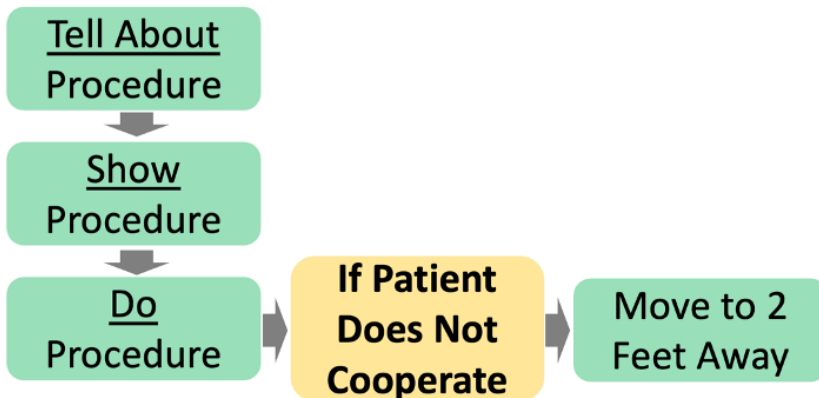 Tell About
Procedure
Show
Procedure
Do
Procedure
If Patient
Does Not
Cooperate
Move to 2
Feet Away